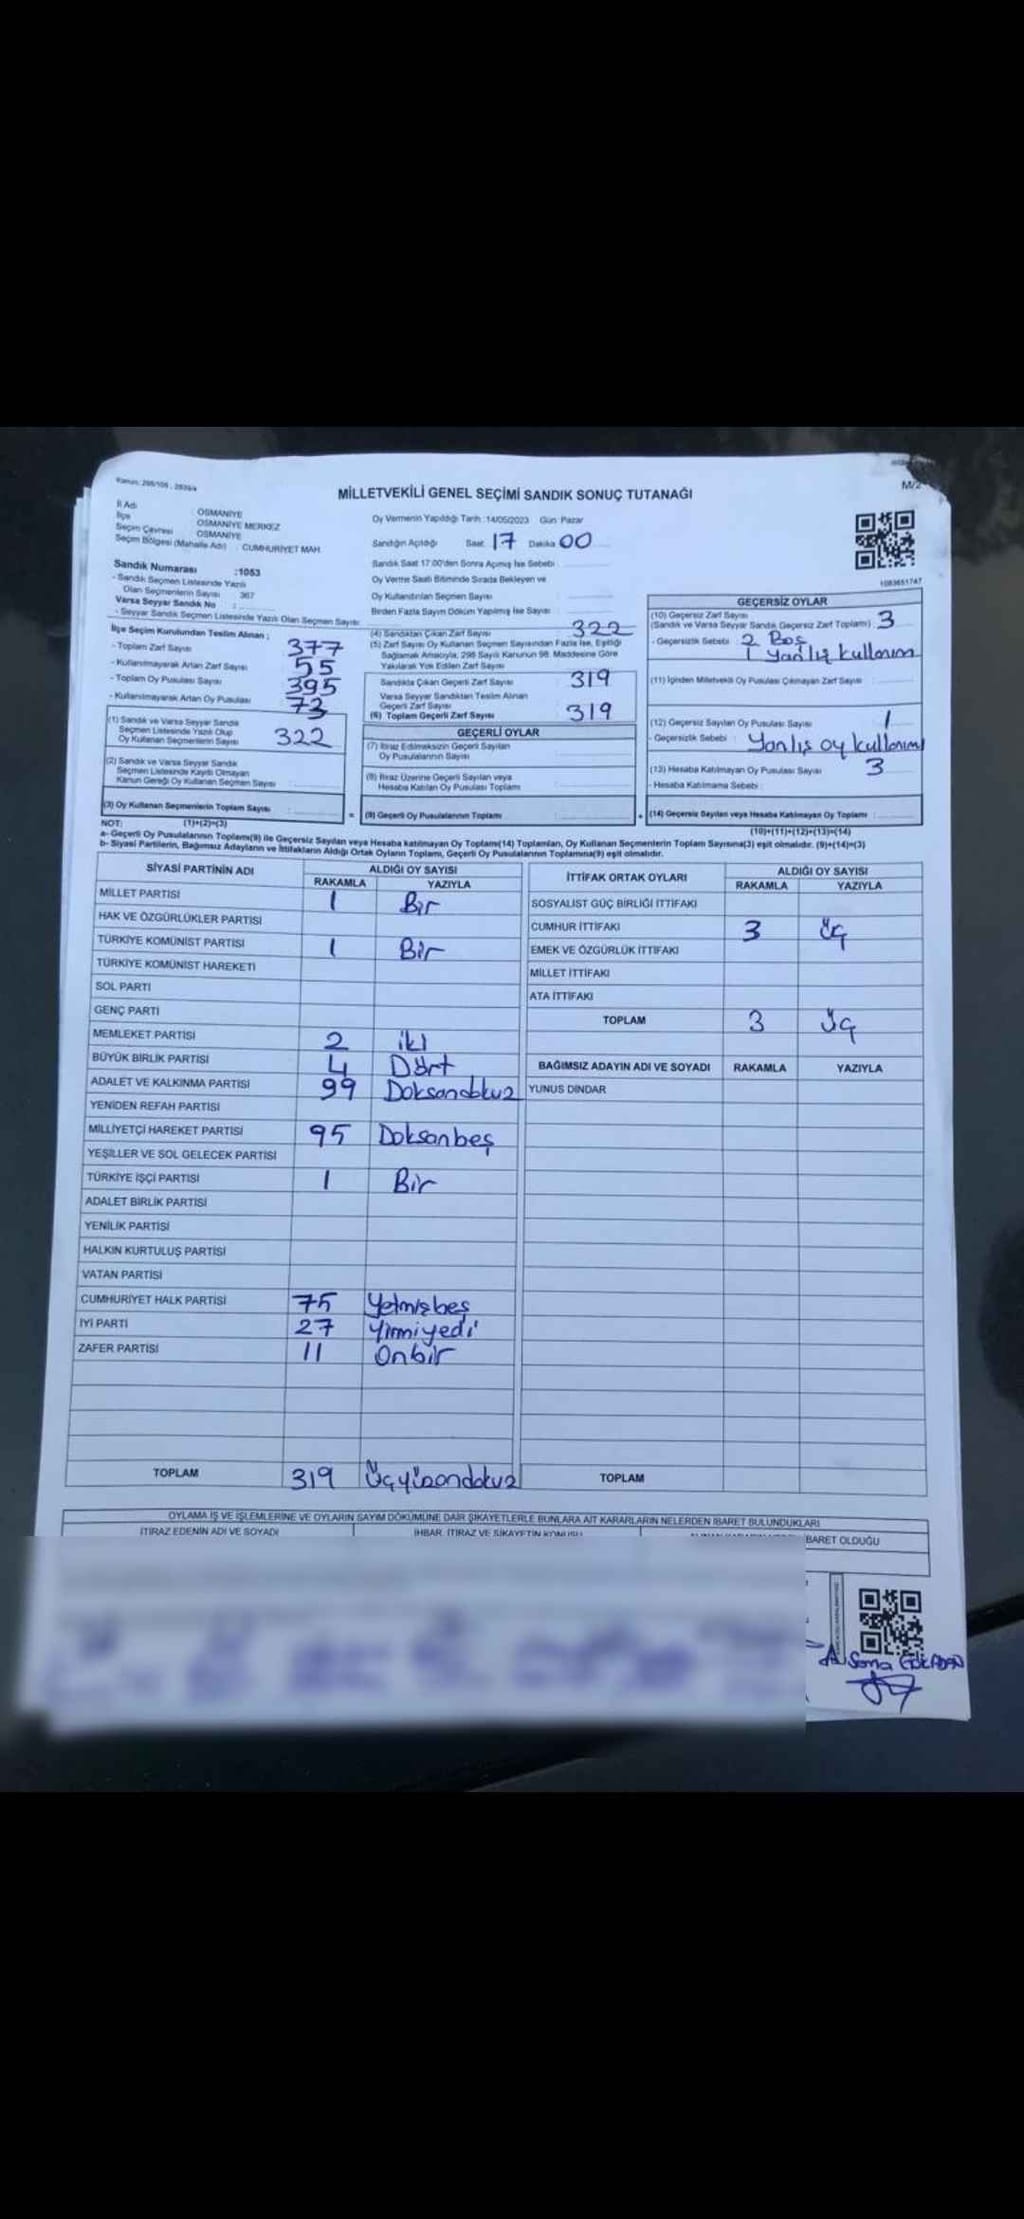 Kanun: 298/105 , 2839/4
M/2
MİLLETVEKİLİ GENEL SEÇİMİ SANDIK SONUÇ TUTANAĞI
İl Adı : OSMANİYE
İlçe : OSMANİYE MERKEZ
Seçim Çevresi : OSMANİYE
Seçim Bölgesi (Mahalle Adı) : CUMHURİYET MAH.
Oy Vermenin Yapıldığı Tarih :14/05/2023 Gün: Pazar
Sandığın Açıldığı Saat: 17 Dakika 00
Sandık Saat 17:00'den Sonra Açılmış İse Sebebi :
Oy Verme Saati Bitiminde Sırada Bekleyen ve
Oy Kullandırılan Seçmen Sayısı :
Birden Fazla Sayım Döküm Yapılmış İse Sayısı :
1083651747
Sandık Numarası :1053
- Sandık Seçmen Listesinde Yazılı
Olan Seçmenlerin Sayısı : 367
Varsa Seyyar Sandık No :
- Seyyar Sandık Seçmen Listesinde Yazılı Olan Seçmen Sayısı:
İlçe Seçim Kurulundan Teslim Alınan ;
- Toplam Zarf Sayısı : 377
- Kullanılmayarak Artan Zarf Sayısı : 55
- Toplam Oy Pusulası Sayısı : 395
- Kullanılmayarak Artan Oy Pusulası : 73
(1) Sandık ve Varsa Seyyar Sandık
Seçmen Listesinde Yazılı Olup
Oy Kullanan Seçmenlerin Sayısı : 322
(2) Sandık ve Varsa Seyyar Sandık
Seçmen Listesinde Kayıtlı Olmayan
Kanun Gereği Oy Kullanan Seçmen Sayısı :
(3) Oy Kullanan Seçmenlerin Toplam Sayısı :
(4) Sandıktan Çıkan Zarf Sayısı : 322
(5) Zarf Sayısı Oy Kullanan Seçmen Sayısından Fazla İse, Eşitliği
Sağlamak Amacıyla, 298 Sayılı Kanunun 98. Maddesine Göre
Yakılarak Yok Edilen Zarf Sayısı :
Sandıkta Çıkan Geçerli Zarf Sayısı : 319
Varsa Seyyar Sandıktan Teslim Alınan
Geçerli Zarf Sayısı :
(6) Toplam Geçerli Zarf Sayısı : 319
GEÇERLİ OYLAR
(7) İtiraz Edilmeksizin Geçerli Sayılan
Oy Pusulalarının Sayısı :
(8) İtiraz Üzerine Geçerli Sayılan veya
Hesaba Katılan Oy Pusulası Toplamı :
= (9) Geçerli Oy Pusulalarının Toplamı :
GEÇERSİZ OYLAR
(10) Geçersiz Zarf Sayısı
(Sandık ve Varsa Seyyar Sandık Geçersiz Zarf Toplamı) : 3
- Geçersizlik Sebebi : 2 Boş
1 yanlış kullanım
(11) İçinden Milletvekili Oy Pusulası Çıkmayan Zarf Sayısı :
(12) Geçersiz Sayılan Oy Pusulası Sayısı : 1
- Geçersizlik Sebebi : Yanlış oy kullanımı
(13) Hesaba Katılmayan Oy Pusulası Sayısı : 3
- Hesaba Katılmama Sebebi :
+ (14) Geçersiz Sayılan veya Hesaba Katılmayan Oy Toplamı :
NOT: (1)+(2)=(3)
(10)+(11)+(12)+(13)=(14)
a- Geçerli Oy Pusulalarının Toplamı(9) ile Geçersiz Sayılan veya Hesaba katılmayan Oy Toplam(14) Toplamları, Oy Kullanan Seçmenlerin Toplam Sayısına(3) eşit olmalıdır. (9)+(14)=(3)
b- Siyasi Partilerin, Bağımsız Adayların ve İttifakların Aldığı Ortak Oyların Toplamı, Geçerli Oy Pusulalarının Toplamına(9) eşit olmalıdır.
SİYASİ PARTİNİN ADI ALDIĞI OY SAYISI
RAKAMLA YAZIYLA
MİLLET PARTİSİ 1 Bir
HAK VE ÖZGÜRLÜKLER PARTİSİ
TÜRKİYE KOMÜNİST PARTİSİ 1 Bir
TÜRKİYE KOMÜNİST HAREKETİ
SOL PARTİ
GENÇ PARTİ
MEMLEKET PARTİSİ 2 iki
BÜYÜK BİRLİK PARTİSİ 4 Dört
ADALET VE KALKINMA PARTİSİ 99 Doksandokuz
YENİDEN REFAH PARTİSİ
MİLLİYETÇİ HAREKET PARTİSİ 95 Doksanbeş
YEŞİLLER VE SOL GELECEK PARTİSİ
TÜRKİYE İŞÇİ PARTİSİ 1 Bir
ADALET BİRLİK PARTİSİ
YENİLİK PARTİSİ
HALKIN KURTULUŞ PARTİSİ
VATAN PARTİSİ
CUMHURİYET HALK PARTİSİ 75 Yetmişbeş
İYİ PARTİ 27 Yirmiyedi
ZAFER PARTİSİ 11 Onbir
TOPLAM 319 Üçyüzondokuz
İTTİFAK ORTAK OYLARI ALDIĞI OY SAYISI
RAKAMLA YAZIYLA
SOSYALİST GÜÇ BİRLİĞİ İTTİFAKI
CUMHUR İTTİFAKI 3 Üç
EMEK VE ÖZGÜRLÜK İTTİFAKI
MİLLET İTTİFAKI
ATA İTTİFAKI
TOPLAM 3 Üç
BAĞIMSIZ ADAYIN ADI VE SOYADI RAKAMLA YAZIYLA
YUNUS DİNDAR
TOPLAM
OYLAMA İŞ VE İŞLEMLERİNE VE OYLARIN SAYIM DÖKÜMÜNE DAİR ŞİKAYETLERLE BUNLARA AİT KARARLARIN NELERDEN İBARET BULUNDUKLARI
İTİRAZ EDENİN ADI VE SOYADI
İHBAR, İTİRAZ VE ŞİKAYETİN KONUSU
İBARET OLDUĞU